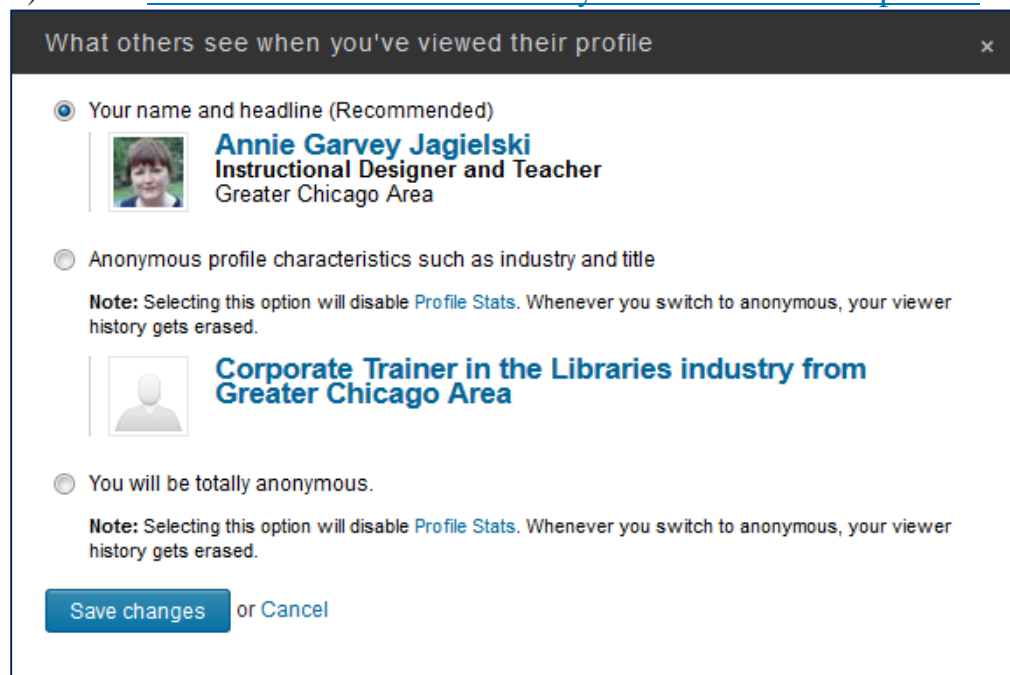 What others see when you've viewed their profile ×
Your name and headline (Recommended)
Annie Garvey Jagielski
Instructional Designer and Teacher
Greater Chicago Area
Anonymous profile characteristics such as industry and title
Note: Selecting this option will disable Profile Stats. Whenever you switch to anonymous, your viewer
history gets erased.
Corporate Trainer in the Libraries industry from
Greater Chicago Area
You will be totally anonymous.
Note: Selecting this option will disable Profile Stats. Whenever you switch to anonymous, your viewer
history gets erased.
Save changes or Cancel